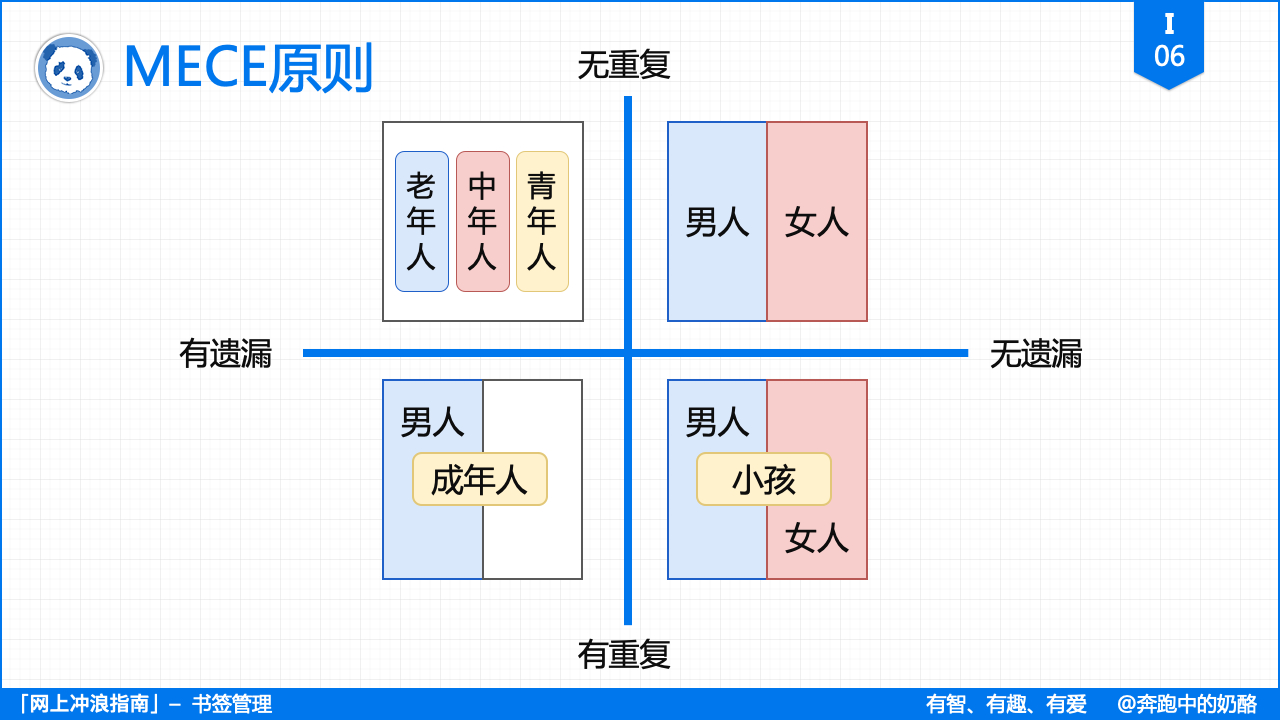 MECE原则
I
06
无重复
老年人
中年人
青年人
男人
女人
有遗漏
无遗漏
男人
成年人
男人
小孩
女人
有重复
「网上冲浪指南」– 书签管理
有智、有趣、有爱
@奔跑中的奶酪